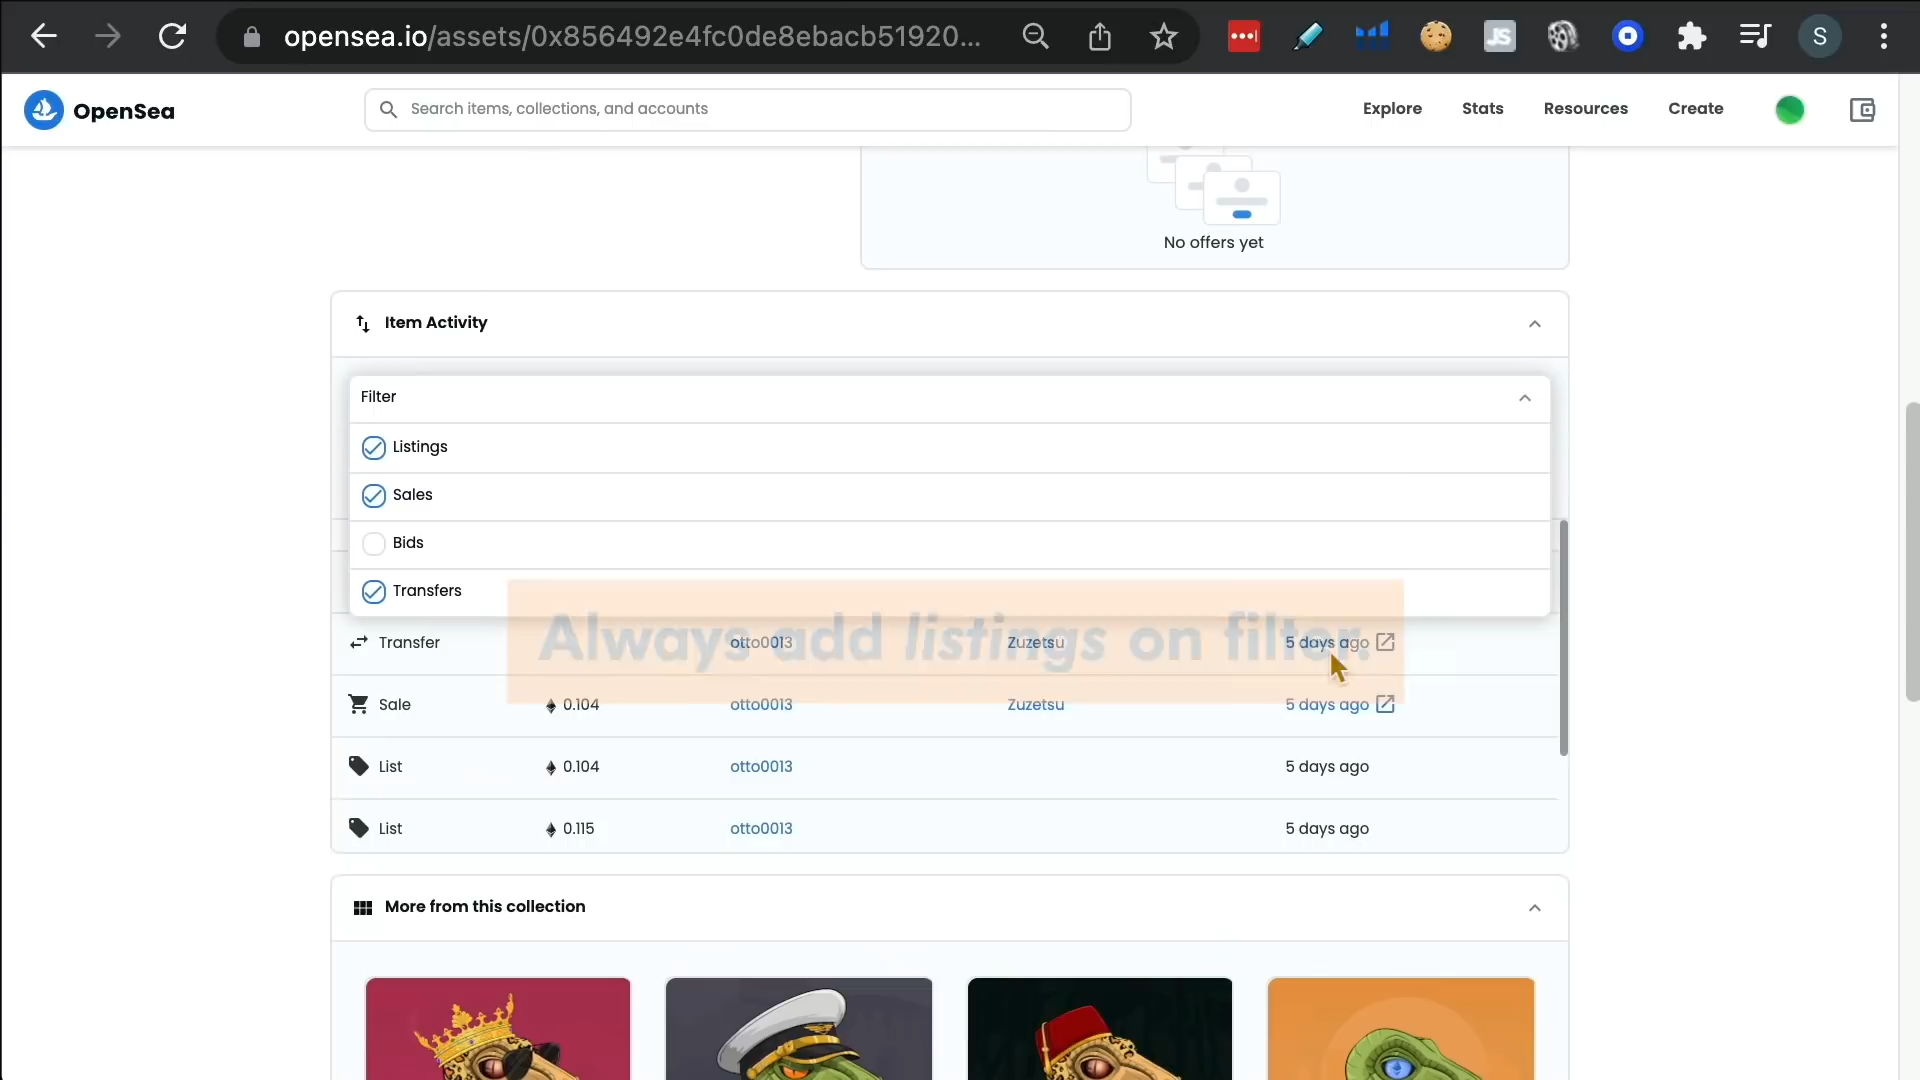 opensea.io/assets/0x856492e4fc0de8ebacb51920...
JS
S
OpenSea
Search items, collections, and accounts
Explore
Stats
Resources
Create
No offers yet
Item Activity
Filter
Listings
Sales
Bids
Transfers
Always add listings on filter.
Transfer otto0013 Zuzetsu 5 days ago
Sale 0.104 otto0013 Zuzetsu 5 days ago
List 0.104 otto0013 5 days ago
List 0.115 otto0013 5 days ago
More from this collection